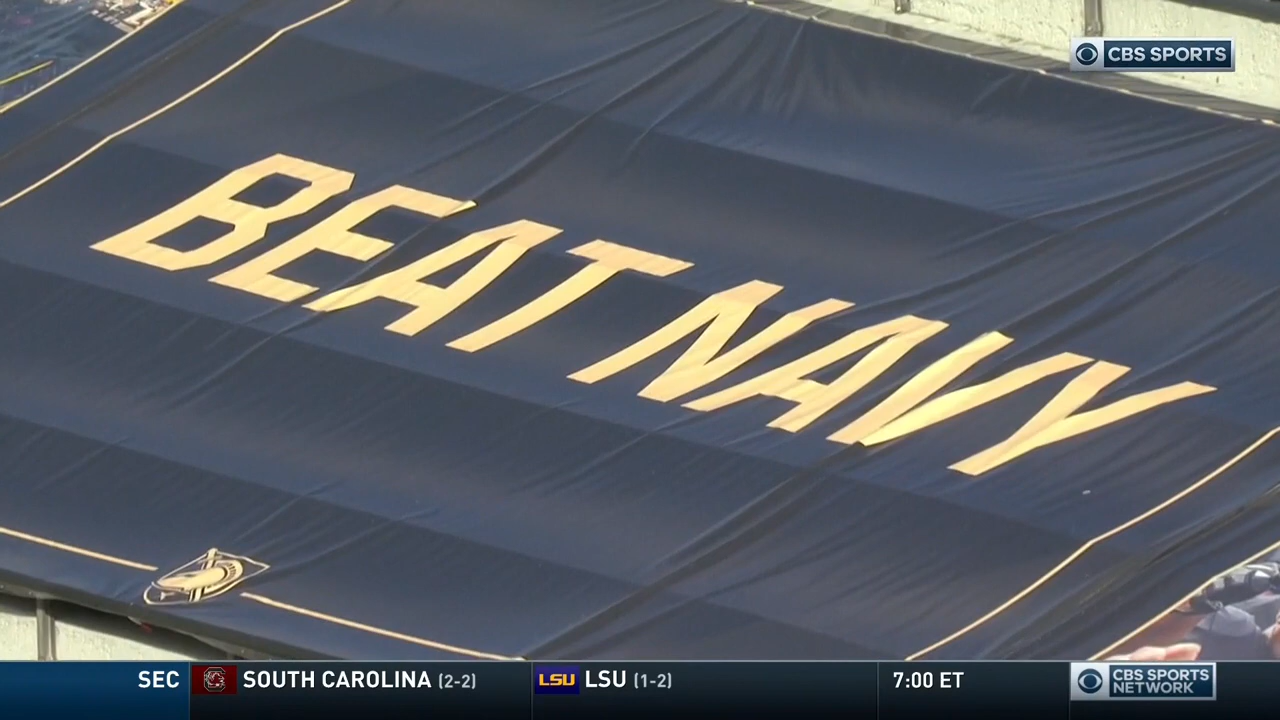 CBS SPORTS
BEAT NAVY
SEC SOUTH CAROLINA (2-2) LSU LSU (1-2) 7:00 ET CBS SPORTS NETWORK